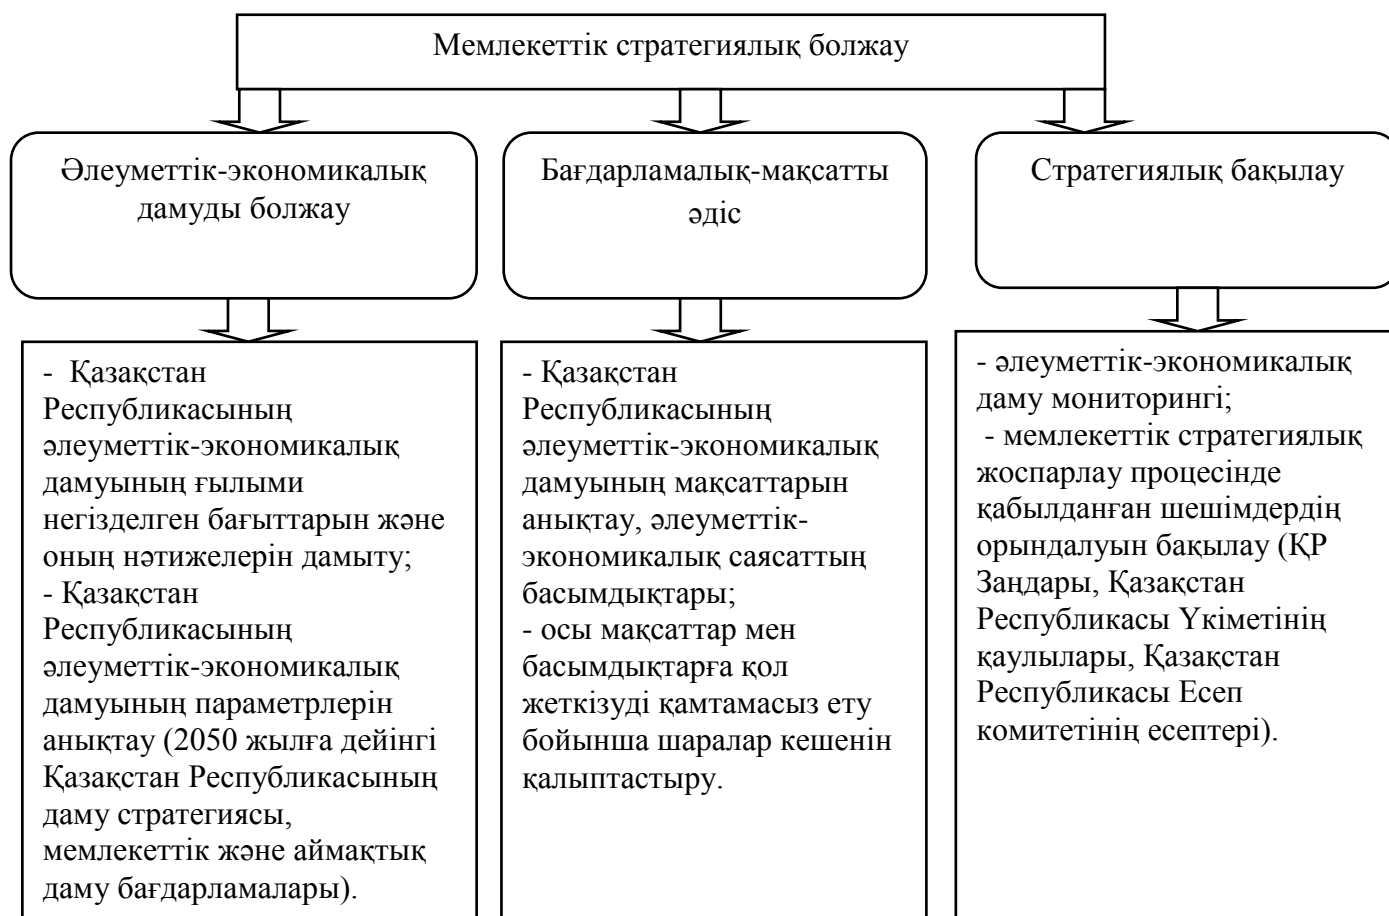 Мемлекеттік стратегиялық болжау
Әлеуметтік-экономикалық
дамуды болжау
Бағдарламалық-мақсатты
әдіс
Стратегиялық бақылау
- Қазақстан
Республикасының
әлеуметтік-экономикалық
дамуының ғылыми
негізделген бағыттарын және
оның нәтижелерін дамыту;
- Қазақстан
Республикасының
әлеуметтік-экономикалық
дамуының параметрлерін
анықтау (2050 жылға дейінгі
Қазақстан Республикасының
даму стратегиясы,
мемлекеттік және аймақтық
даму бағдарламалары).
- Қазақстан
Республикасының
әлеуметтік-экономикалық
дамуының мақсаттарын
анықтау, әлеуметтік-
экономикалық саясаттың
басымдықтары;
- осы мақсаттар мен
басымдықтарға қол
жеткізуді қамтамасыз ету
бойынша шаралар кешенін
қалыптастыру.
- әлеуметтік-экономикалық
даму мониторингі;
- мемлекеттік стратегиялық
жоспарлау процесінде
қабылданған шешімдердің
орындалуын бақылау (ҚР
Заңдары, Қазақстан
Республикасы Үкіметінің
қаулылары, Қазақстан
Республикасы Есеп
комитетінің есептері).